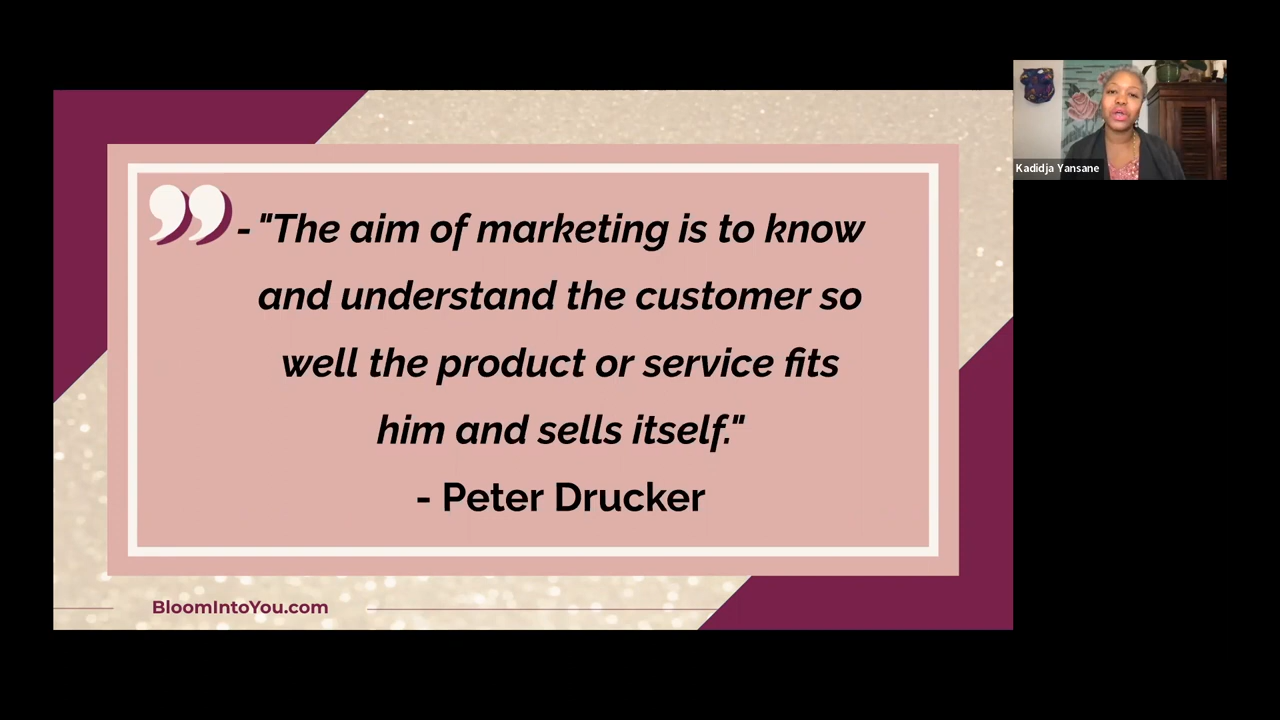 - "The aim of marketing is to know
and understand the customer so
well the product or service fits
him and sells itself."
- Peter Drucker
BloomIntoYou.com
Kadidja Yansane